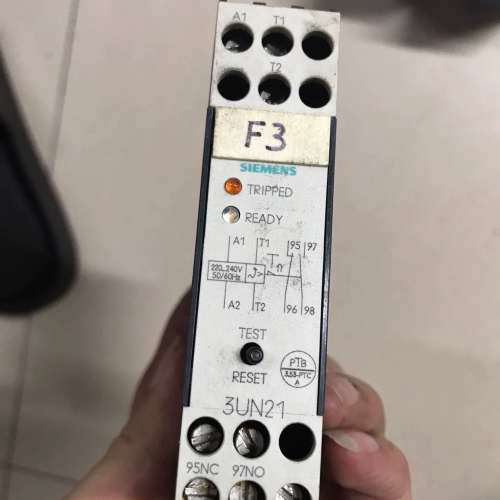 A1 T1
T2
F3
SIEMENS
TRIPPED
READY
A1 T1 95 97
220...240V
50/60Hz
A2 T2 96 98
TEST
RESET
PTB
3.53-PTC
A
3UN21
95NC 97NO